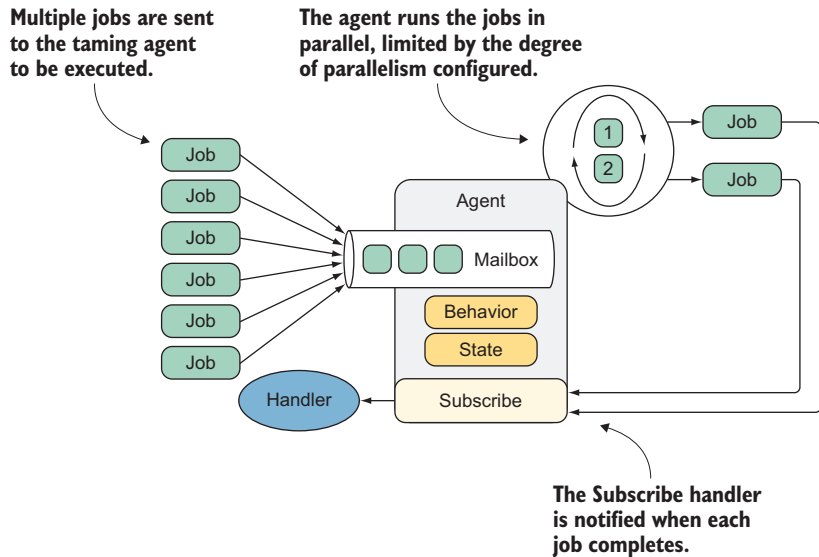 Multiple jobs are sent
to the taming agent
to be executed.
The agent runs the jobs in
parallel, limited by the degree
of parallelism configured.
Job
Job
Job
Job
Job
Job
1
2
Job
Job
Agent
Mailbox
Behavior
State
Subscribe
Handler
The Subscribe handler
is notified when each
job completes.